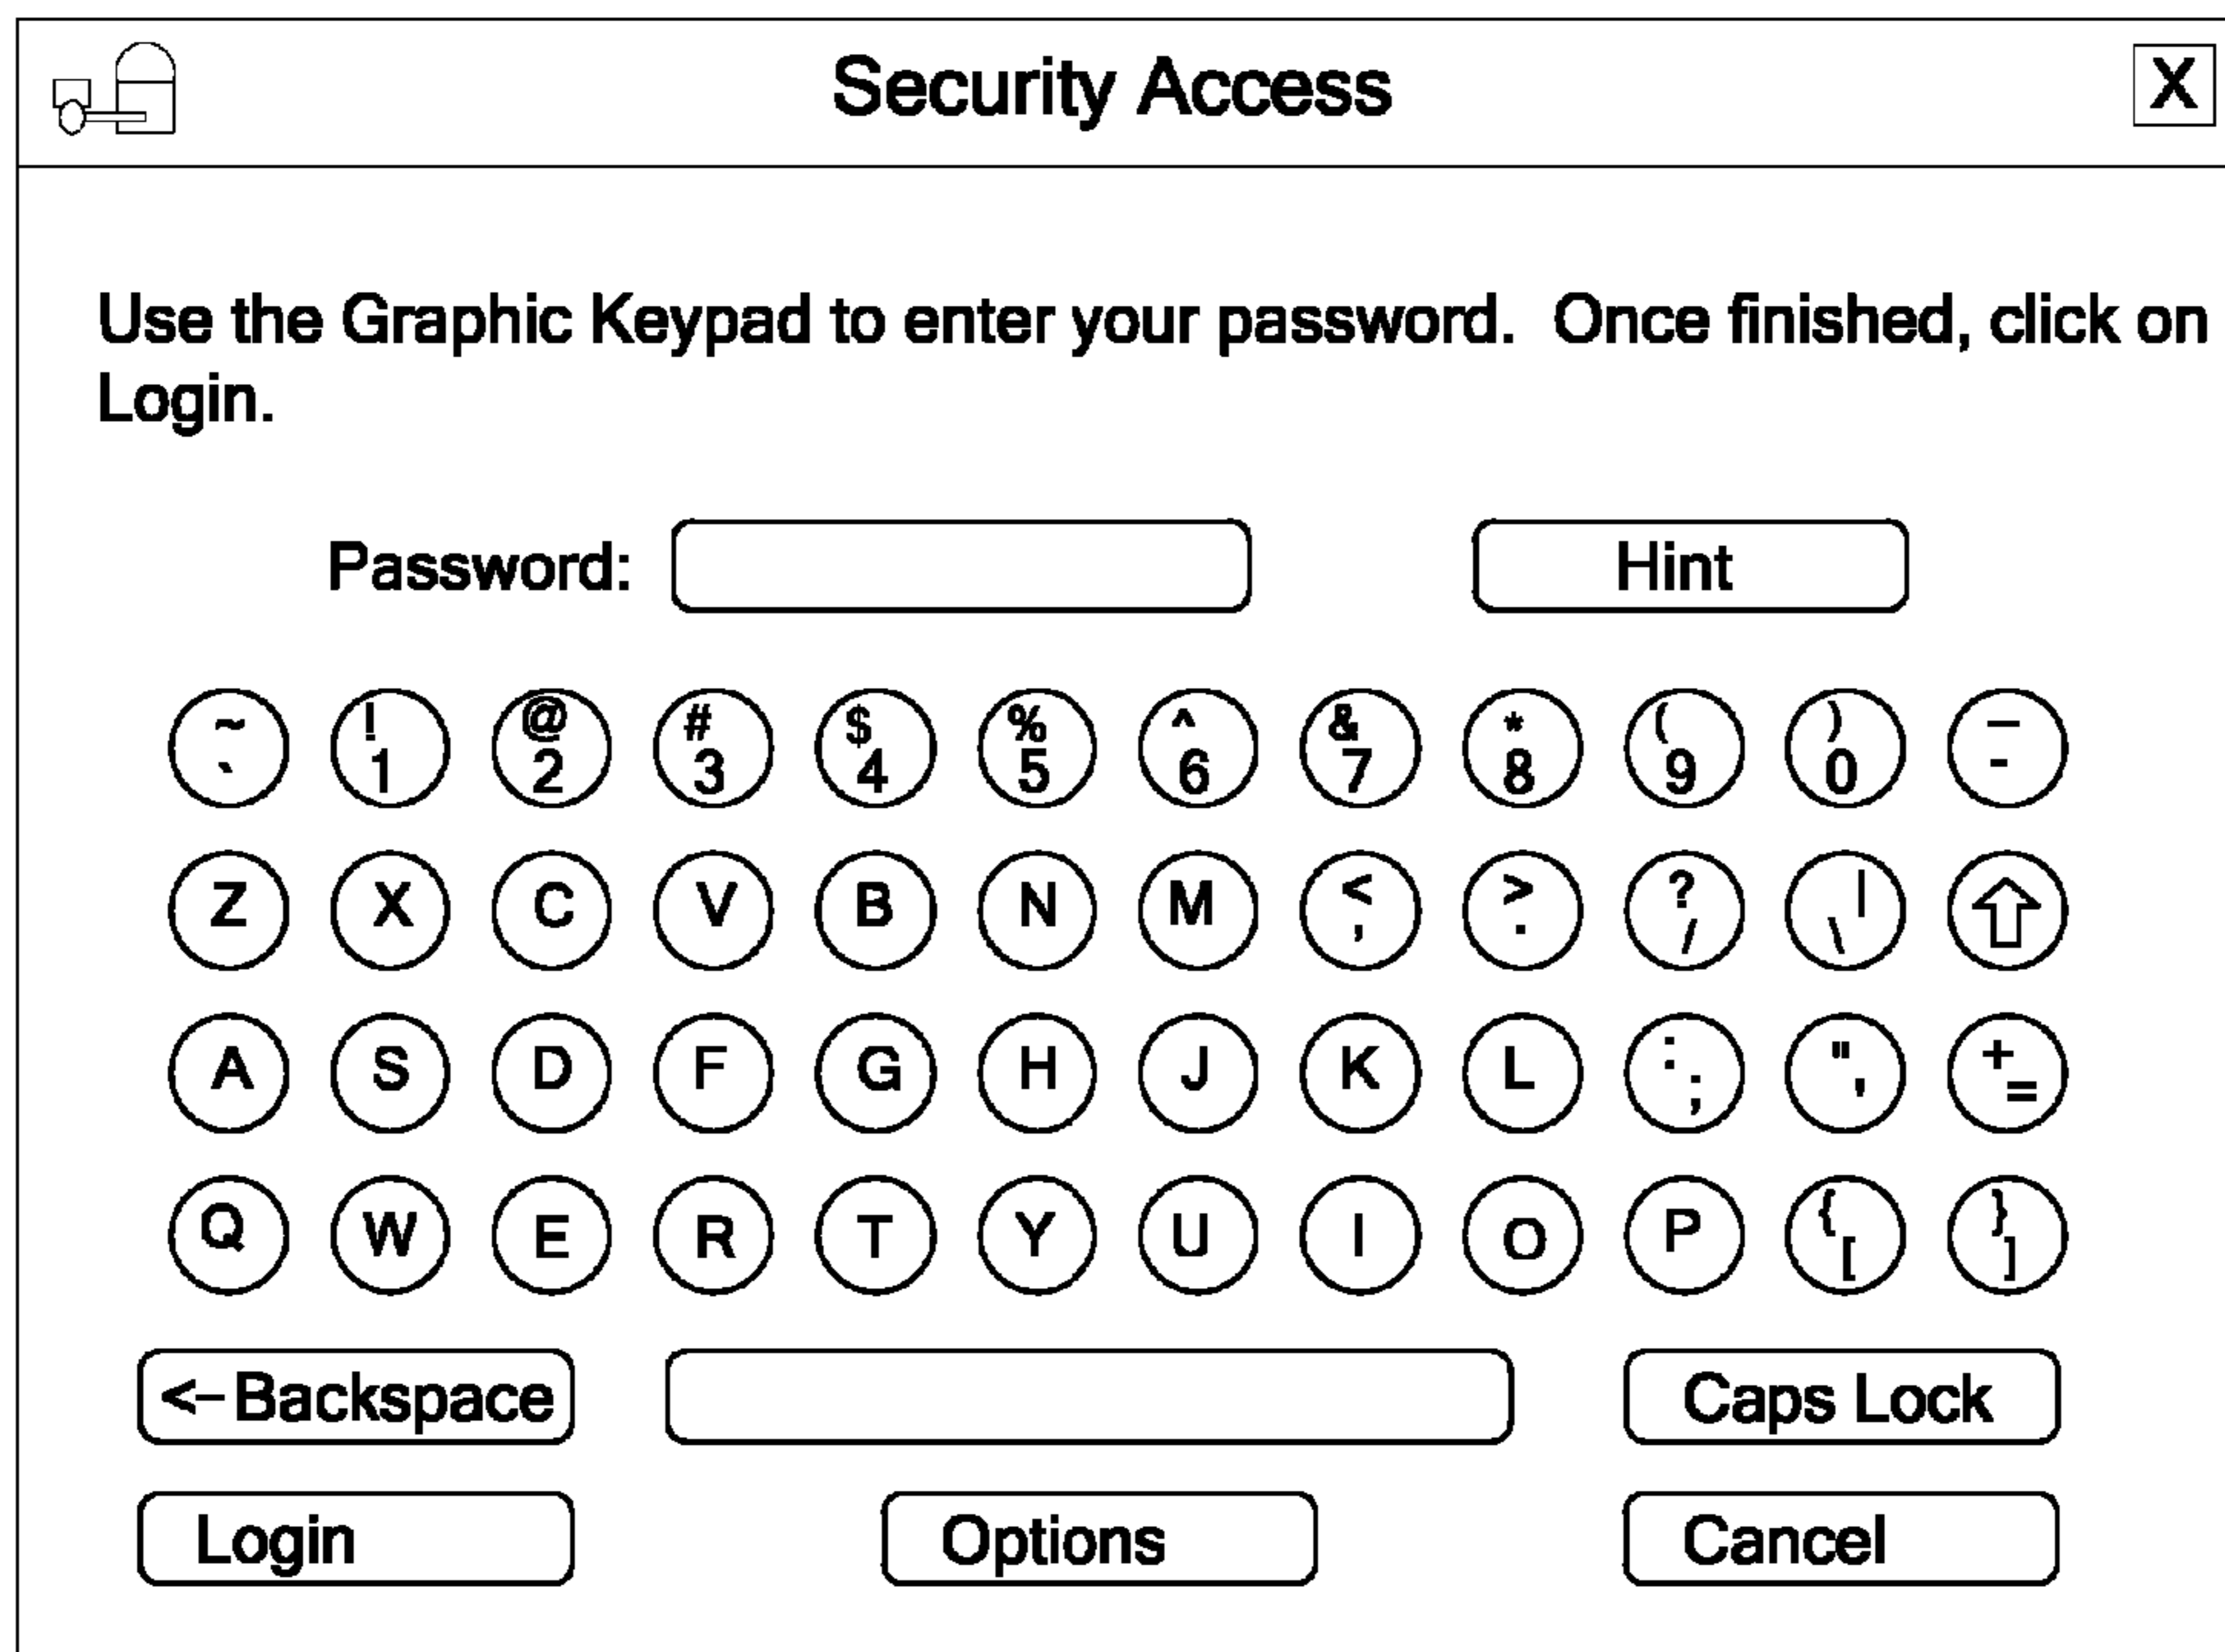 Security Access X
Use the Graphic Keypad to enter your password.  Once finished, click on
Login.
Password: Hint
~ ` ! 1 @ 2 # 3 $ 4 % 5 ^ 6 & 7 * 8 ( 9 ) 0 _ -
Z X C V B N M < , > . ? / | \ ⇧
A S D F G H J K L : ; " ' + =
Q W E R T Y U I O P { [ } ]
<-Backspace Caps Lock
Login Options Cancel